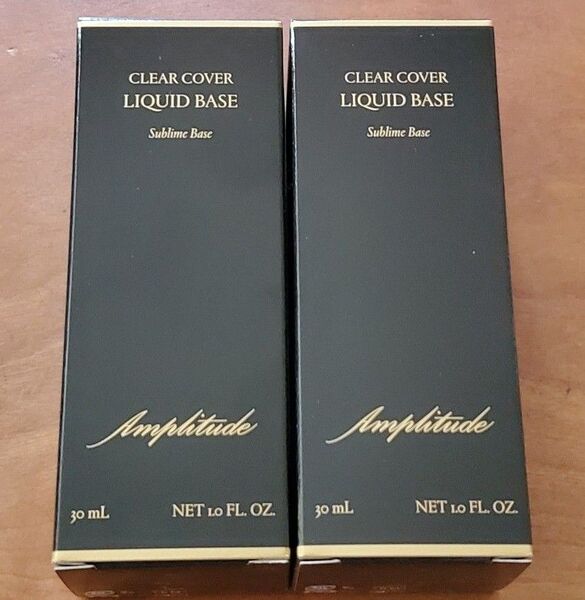 CLEAR COVER
LIQUID BASE
Sublime Base
Amplitude
30 mL NET 1.0 FL. OZ.
CLEAR COVER
LIQUID BASE
Sublime Base
Amplitude
30 mL NET 1.0 FL. OZ.